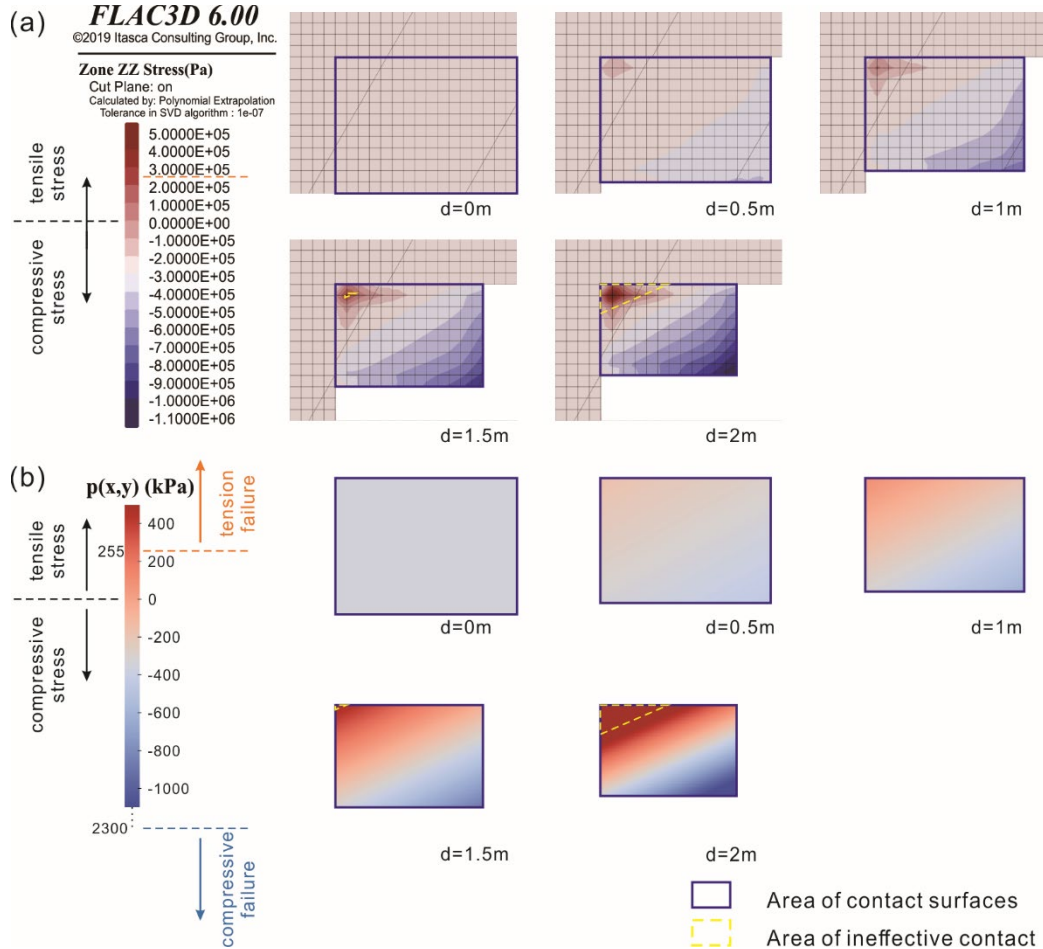 (a)
FLAC3D 6.00
©2019 Itasca Consulting Group, Inc.
Zone ZZ Stress(Pa)
Cut Plane: on
Calculated by: Polynomial Extrapolation
Tolerance in SVD algorithm : 1e-07
tensile stress
compressive stress
5.0000E+05
4.0000E+05
3.0000E+05
2.0000E+05
1.0000E+05
0.0000E+00
-1.0000E+05
-2.0000E+05
-3.0000E+05
-4.0000E+05
-5.0000E+05
-6.0000E+05
-7.0000E+05
-8.0000E+05
-9.0000E+05
-1.0000E+06
-1.1000E+06
d=0m
d=0.5m
d=1m
d=1.5m
d=2m
(b)
p(x,y) (kPa)
tensile stress
compressive stress
tension failure
compressive failure
400
255
200
0
-200
-400
-600
-800
-1000
2300
d=0m
d=0.5m
d=1m
d=1.5m
d=2m
Area of contact surfaces
Area of ineffective contact